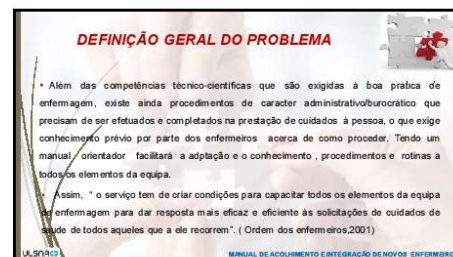 DEFINIÇÃO GERAL DO PROBLEMA
• Além das competências técnico-cientificas que são exigidas á boa pratica de
enfermagem, existe ainda procedimentos de caracter administrativo/burocrático que
precisam de ser efetuados e completados na prestação de cuidados à pessoa, o que exige
conhecimento prévio por parte dos enfermeiros acerca de como proceder. Tendo um
manual orientador facilitará a adptação e o conhecimento , procedimentos e rotinas a
todos os elementos da equipa.
• Assim, " o serviço tem de criar condições para capacitar todos os elementos da equipa
de enfermagem para dar resposta mais eficaz e eficiente às solicitações de cuidados de
saúde de todos aqueles que a ele recorrem". ( Ordem dos enfermeiros,2001)
ULSNA
MANUAL DE ACOLHIMENTO E INTEGRAÇÃO DE NOVOS ENFERMEIRO